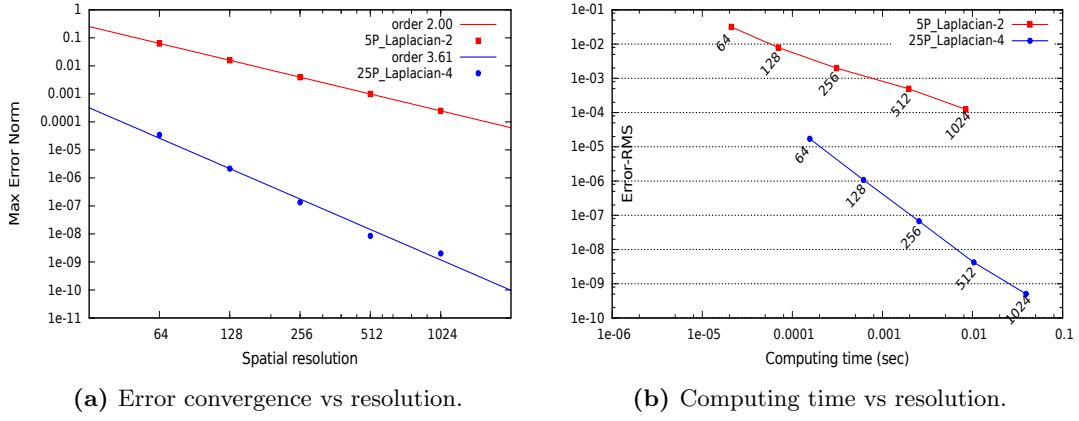 1
0.1
0.01
0.001
0.0001
1e-05
1e-06
1e-07
1e-08
1e-09
1e-10
1e-11
Max Error Norm
order 2.00
5P_Laplacian-2
order 3.61
25P_Laplacian-4
64
128
256
512
1024
Spatial resolution
(a) Error convergence vs resolution.
1e-01
1e-02
1e-03
1e-04
1e-05
1e-06
1e-07
1e-08
1e-09
1e-10
Error-RMS
5P_Laplacian-2
25P_Laplacian-4
64
128
256
512
1024
64
128
256
512
1024
1e-06
1e-05
0.0001
0.001
0.01
0.1
Computing time (sec)
(b) Computing time vs resolution.